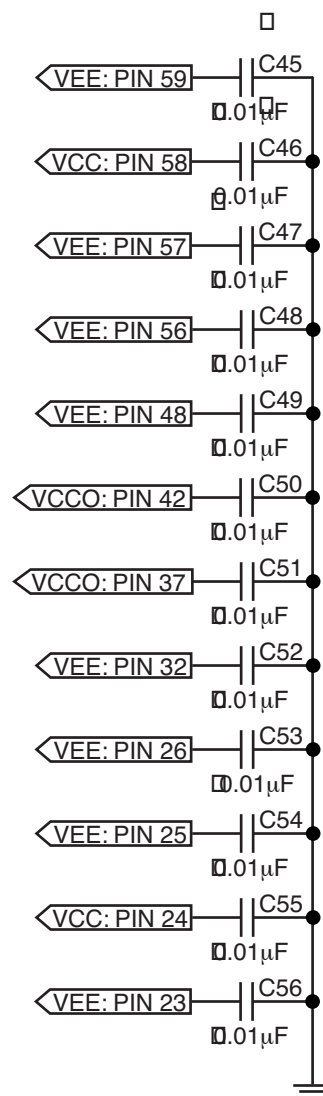 C45
VEE: PIN 59
0.01µF
C46
VCC: PIN 58
0.01µF
C47
VEE: PIN 57
0.01µF
C48
VEE: PIN 56
0.01µF
C49
VEE: PIN 48
0.01µF
C50
VCCO: PIN 42
0.01µF
C51
VCCO: PIN 37
0.01µF
C52
VEE: PIN 32
0.01µF
C53
VEE: PIN 26
0.01µF
C54
VEE: PIN 25
0.01µF
C55
VCC: PIN 24
0.01µF
C56
VEE: PIN 23
0.01µF